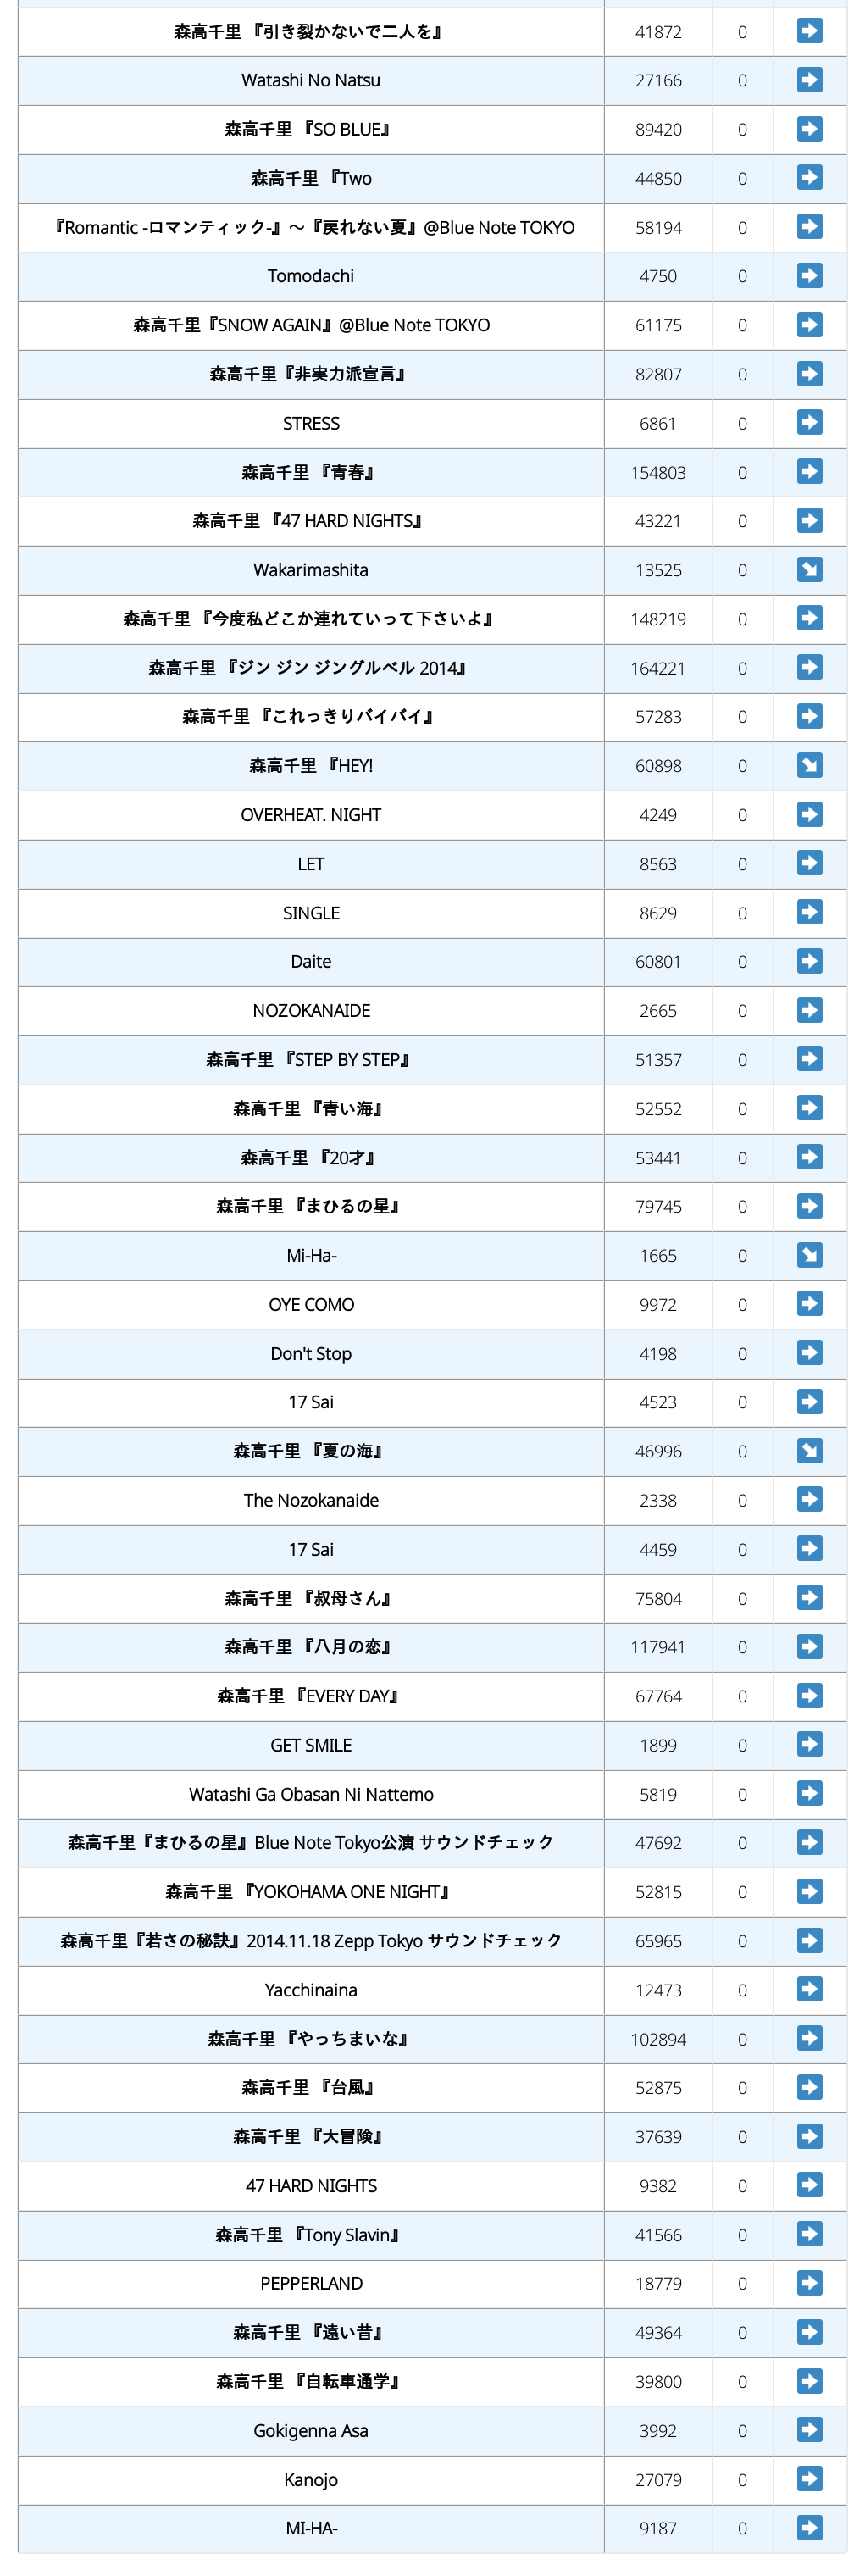 森高千里 『引き裂かないで二人を』 41872 0 ➡
Watashi No Natsu 27166 0 ➡
森高千里 『SO BLUE』 89420 0 ➡
森高千里 『Two 44850 0 ➡
『Romantic -ロマンティック-』～『戻れない夏』@Blue Note TOKYO 58194 0 ➡
Tomodachi 4750 0 ➡
森高千里『SNOW AGAIN』@Blue Note TOKYO 61175 0 ➡
森高千里『非実力派宣言』 82807 0 ➡
STRESS 6861 0 ➡
森高千里 『青春』 154803 0 ➡
森高千里 『47 HARD NIGHTS』 43221 0 ➡
Wakarimashita 13525 0 ↘
森高千里 『今度私どこか連れていって下さいよ』 148219 0 ➡
森高千里 『ジン ジン ジングルベル 2014』 164221 0 ➡
森高千里 『これっきりバイバイ』 57283 0 ➡
森高千里 『HEY! 60898 0 ↘
OVERHEAT. NIGHT 4249 0 ➡
LET 8563 0 ➡
SINGLE 8629 0 ➡
Daite 60801 0 ➡
NOZOKANAIDE 2665 0 ➡
森高千里 『STEP BY STEP』 51357 0 ➡
森高千里 『青い海』 52552 0 ➡
森高千里 『20才』 53441 0 ➡
森高千里 『まひるの星』 79745 0 ➡
Mi-Ha- 1665 0 ↘
OYE COMO 9972 0 ➡
Don't Stop 4198 0 ➡
17 Sai 4523 0 ➡
森高千里 『夏の海』 46996 0 ↘
The Nozokanaide 2338 0 ➡
17 Sai 4459 0 ➡
森高千里 『叔母さん』 75804 0 ➡
森高千里 『八月の恋』 117941 0 ➡
森高千里 『EVERY DAY』 67764 0 ➡
GET SMILE 1899 0 ➡
Watashi Ga Obasan Ni Nattemo 5819 0 ➡
森高千里『まひるの星』Blue Note Tokyo公演 サウンドチェック 47692 0 ➡
森高千里 『YOKOHAMA ONE NIGHT』 52815 0 ➡
森高千里『若さの秘訣』2014.11.18 Zepp Tokyo サウンドチェック 65965 0 ➡
Yacchinaina 12473 0 ➡
森高千里 『やっちまいな』 102894 0 ➡
森高千里 『台風』 52875 0 ➡
森高千里 『大冒険』 37639 0 ➡
47 HARD NIGHTS 9382 0 ➡
森高千里 『Tony Slavin』 41566 0 ➡
PEPPERLAND 18779 0 ➡
森高千里 『遠い昔』 49364 0 ➡
森高千里 『自転車通学』 39800 0 ➡
Gokigenna Asa 3992 0 ➡
Kanojo 27079 0 ➡
MI-HA- 9187 0 ➡